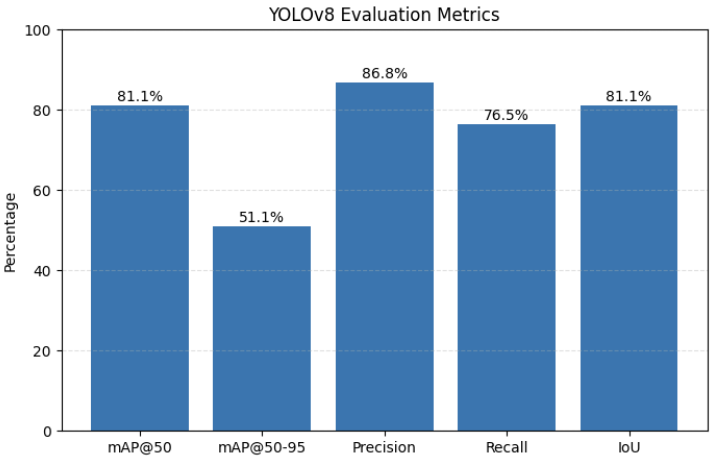 YOLOv8 Evaluation Metrics
100
80
60
40
20
0
Percentage
81.1%
51.1%
86.8%
76.5%
81.1%
mAP@50
mAP@50-95
Precision
Recall
IoU